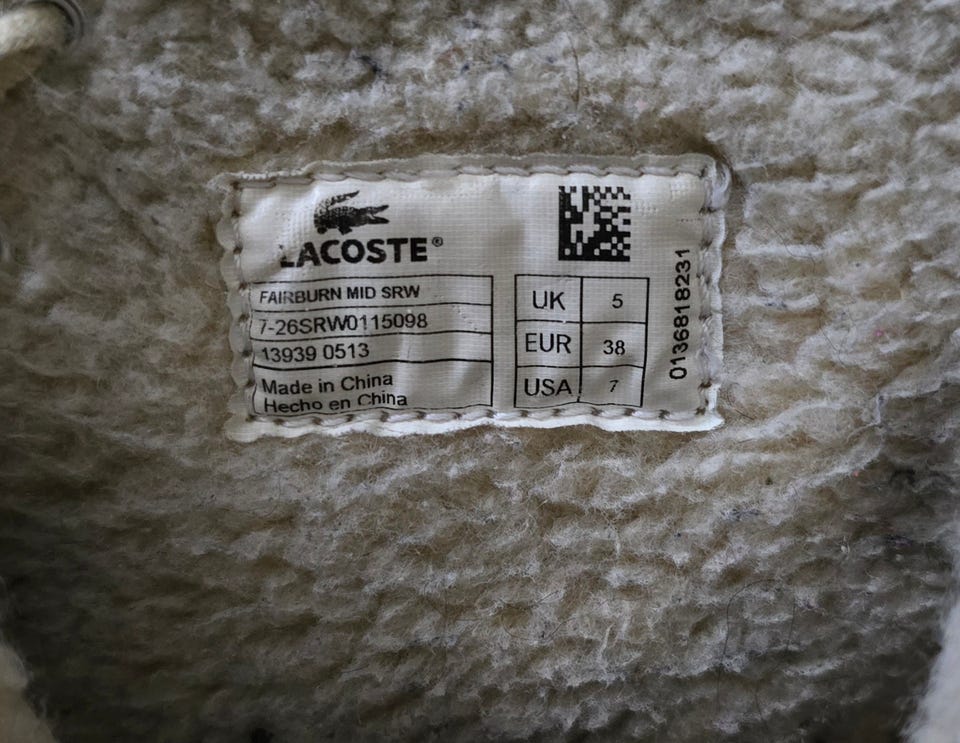 LACOSTE®
FAIRBURN MID SRW
7-26SRW0115098
13939 0513
Made in China
Hecho en China
UK 5
EUR 38
USA 7
0136818231